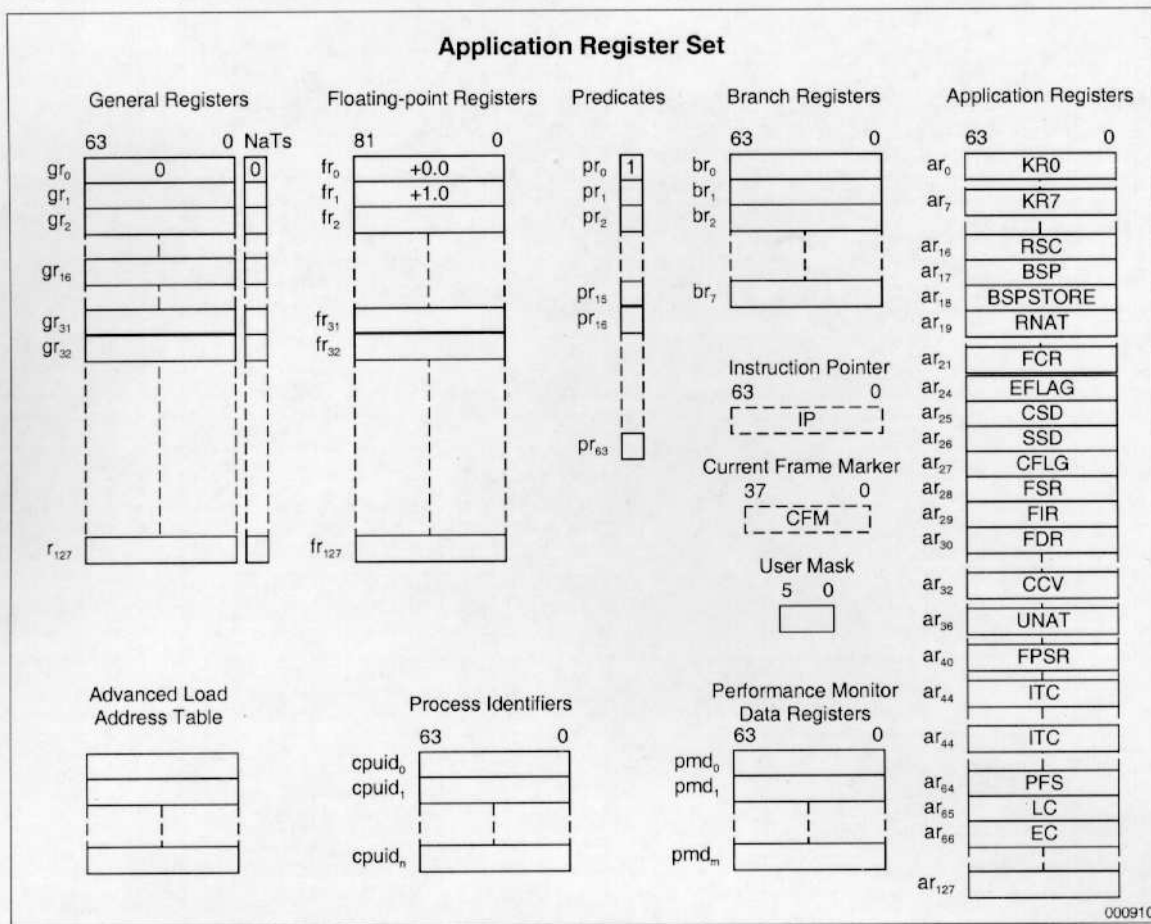 Application Register Set
General Registers
63 0 NaTs
gr0 0 0
gr1
gr2
gr16
gr31
gr32
r127
Floating-point Registers
81 0
fr0 +0.0
fr1 +1.0
fr2
fr31
fr32
fr127
Predicates
pr0 1
pr1
pr2
pr15
pr16
pr63
Branch Registers
63 0
br0
br1
br2
br7
Instruction Pointer
63 0
IP
Current Frame Marker
37 0
CFM
User Mask
5 0
Application Registers
63 0
ar0 KR0
ar7 KR7
ar16 RSC
ar17 BSP
ar18 BSPSTORE
ar19 RNAT
ar21 FCR
ar24 EFLAG
ar25 CSD
ar26 SSD
ar27 CFLG
ar28 FSR
ar29 FIR
ar30 FDR
ar32 CCV
ar36 UNAT
ar40 FPSR
ar44 ITC
ar44 ITC
ar64 PFS
ar65 LC
ar66 EC
ar127
Advanced Load
Address Table
Process Identifiers
63 0
cpuid0
cpuid1
cpuidn
Performance Monitor
Data Registers
63 0
pmd0
pmd1
pmdm
000910